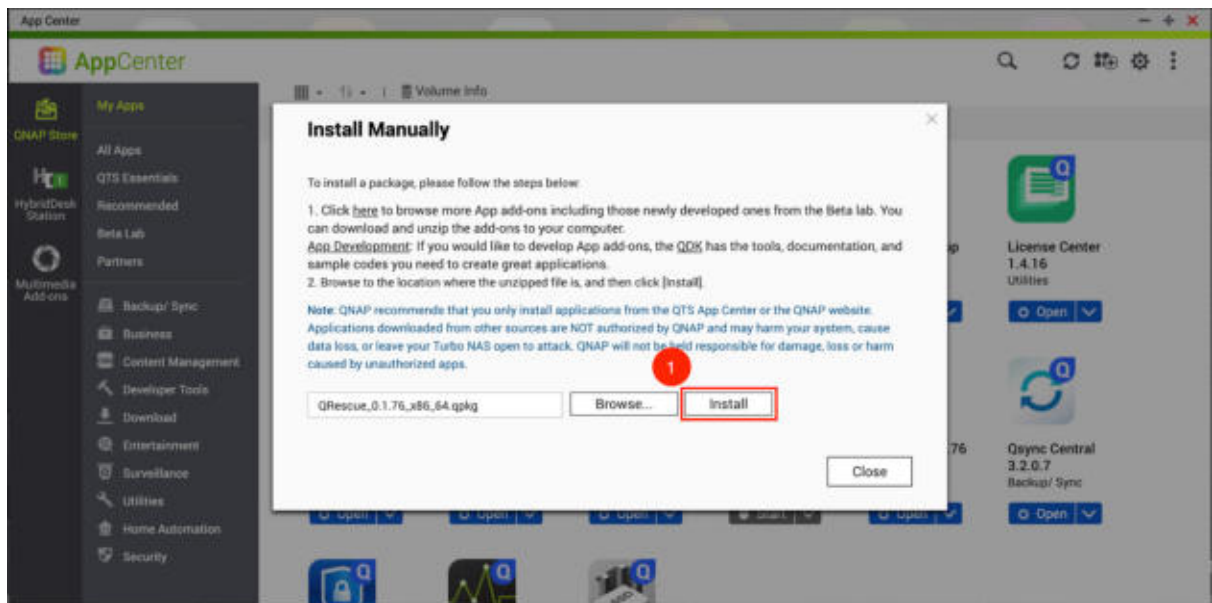 App Center
AppCenter
Volume Info
QNAP Store
HybridDesk
Station
Multimedia
Add-ons
My Apps
All Apps
QTS Essentials
Recommended
Beta Lab
Partners
Backup/ Sync
Business
Content Management
Developer Tools
Download
Entertainment
Surveillance
Utilities
Home Automation
Security
Install Manually
To install a package, please follow the steps below:
1. Click here to browse more App add-ons including those newly developed ones from the Beta lab. You
can download and unzip the add-ons to your computer.
App Development: If you would like to develop App add-ons, the QDK has the tools, documentation, and
sample codes you need to create great applications.
2. Browse to the location where the unzipped file is, and then click [Install].
Note: QNAP recommends that you only install applications from the QTS App Center or the QNAP website.
Applications downloaded from other sources are NOT authorized by QNAP and may harm your system, cause
data loss, or leave your Turbo NAS open to attack. QNAP will not be held responsible for damage, loss or harm
caused by unauthorized apps.
1
QRescue_0.1.76_x86_64.qpkg
Browse...
Install
Close
License Center
1.4.16
Utilities
Open
Qsync Central
3.2.0.7
Backup/ Sync
76
Open
Open
Open
Start
Open
Open